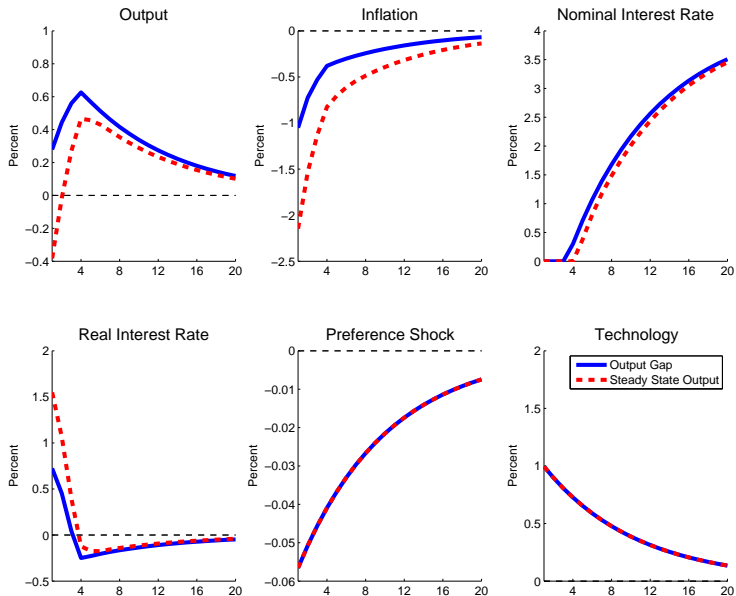 Output
Percent
1
0.8
0.6
0.4
0.2
0
−0.2
−0.4
4 8 12 16 20
Inflation
Percent
0
−0.5
−1
−1.5
−2
−2.5
4 8 12 16 20
Nominal Interest Rate
Percent
4
3.5
3
2.5
2
1.5
1
0.5
0
4 8 12 16 20
Real Interest Rate
Percent
2
1.5
1
0.5
0
−0.5
4 8 12 16 20
Preference Shock
Percent
0
−0.01
−0.02
−0.03
−0.04
−0.05
−0.06
4 8 12 16 20
Technology
Percent
2
1.5
1
0.5
0
4 8 12 16 20
Output Gap
Steady State Output